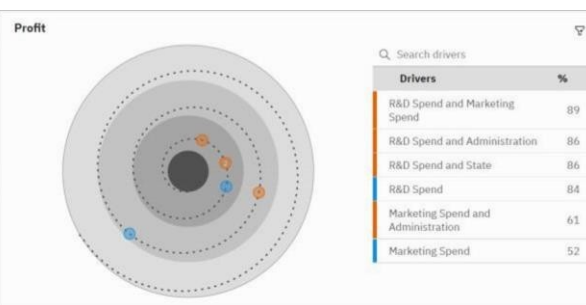 Profit
Search drivers
Drivers %
R&D Spend and Marketing
Spend 89
R&D Spend and Administration 86
R&D Spend and State 86
R&D Spend 84
Marketing Spend and
Administration 61
Marketing Spend 52